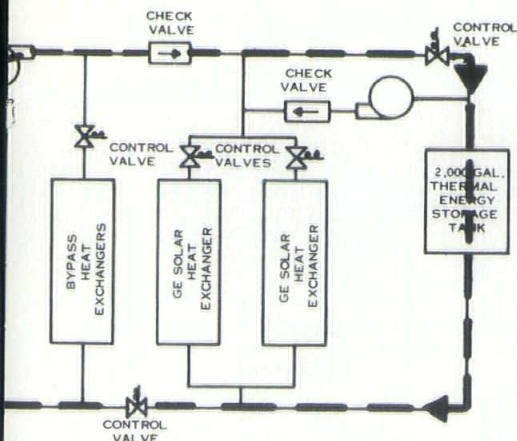 CHECK
VALVE
CONTROL
VALVE
CHECK
VALVE
CONTROL
VALVE
CONTROL
VALVES
2,000 GAL.
THERMAL
ENERGY
STORAGE
TANK
BYPASS
HEAT
EXCHANGERS
GE SOLAR
HEAT
EXCHANGER
GE SOLAR
HEAT
EXCHANGER
CONTROL
VALVE